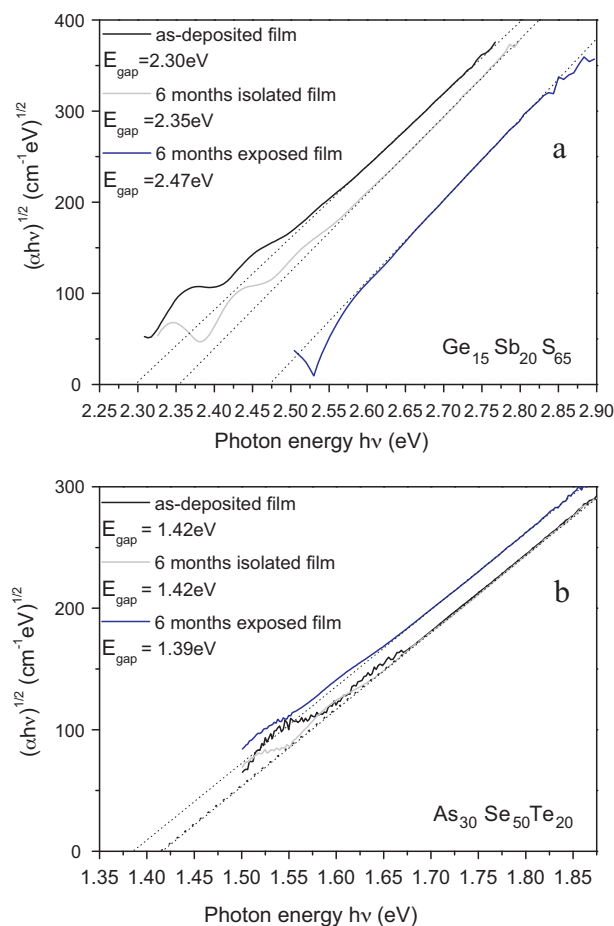 400
300
200
100
0
(αhν)^1/2 (cm^-1eV)^1/2
as-deposited film
E_gap=2.30eV
6 months isolated film
E_gap=2.35eV
6 months exposed film
E_gap=2.47eV
a
Ge15 Sb20 S65
2.25 2.30 2.35 2.40 2.45 2.50 2.55 2.60 2.65 2.70 2.75 2.80 2.85 2.90
Photon energy hν (eV)
300
200
100
0
(αhν)^1/2 (cm^-1eV)^1/2
as-deposited film
E_gap = 1.42eV
6 months isolated film
E_gap = 1.42eV
6 months exposed film
E_gap = 1.39eV
b
As30 Se50Te20
1.35 1.40 1.45 1.50 1.55 1.60 1.65 1.70 1.75 1.80 1.85
Photon energy hν (eV)